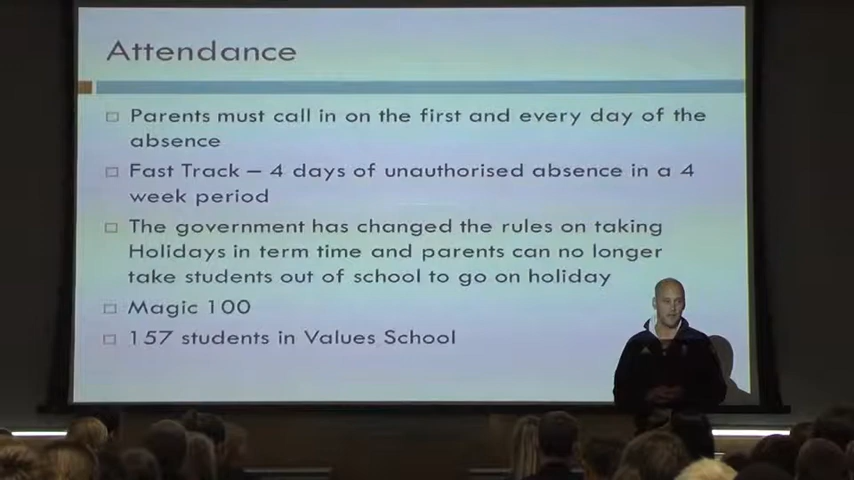 Attendance
Parents must call in on the first and every day of the
absence
Fast Track – 4 days of unauthorised absence in a 4
week period
The government has changed the rules on taking
Holidays in term time and parents can no longer
take students out of school to go on holiday
Magic 100
157 students in Values School